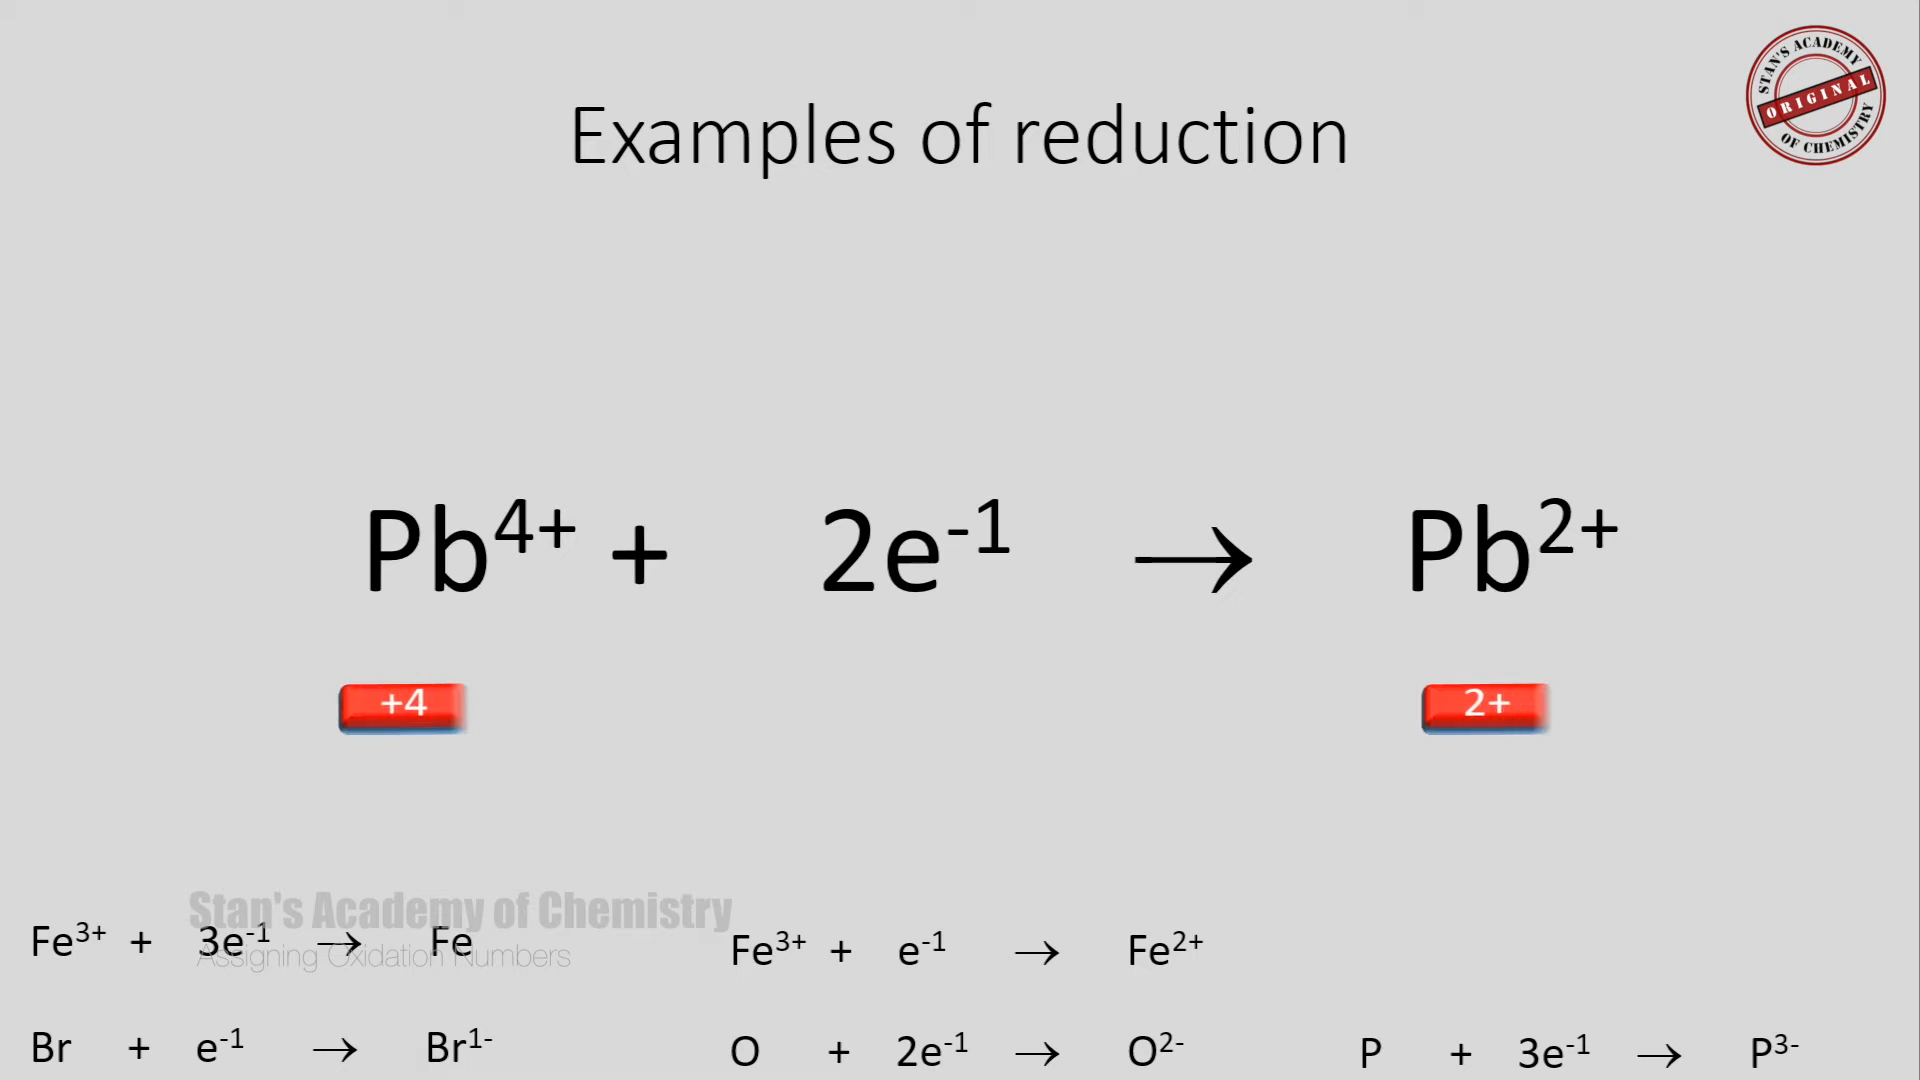 STAN'S ACADEMY
ORIGINAL
OF CHEMISTRY
Examples of reduction
Pb⁴⁺ + 2e⁻¹ → Pb²⁺
+4 2+
Stan's Academy of Chemistry
Assigning Oxidation Numbers
Fe³⁺ + 3e⁻¹ → Fe
Fe³⁺ + e⁻¹ → Fe²⁺
Br + e⁻¹ → Br¹⁻
O + 2e⁻¹ → O²⁻
P + 3e⁻¹ → P³⁻